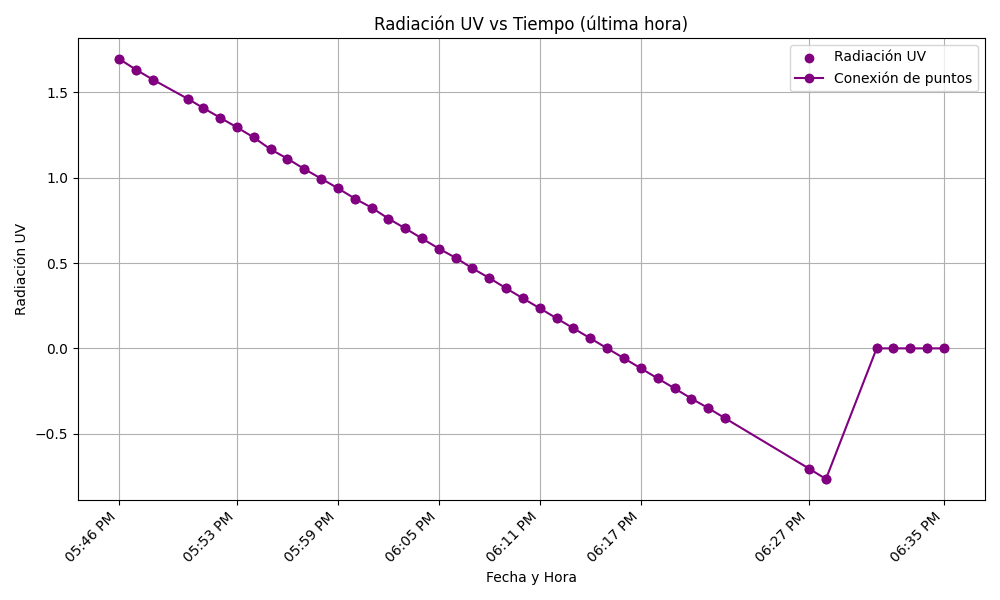 Radiación UV vs Tiempo (última hora)
Radiación UV
Conexión de puntos
Radiación UV
1.5
1.0
0.5
0.0
−0.5
05:46 PM
05:53 PM
05:59 PM
06:05 PM
06:11 PM
06:17 PM
06:27 PM
06:35 PM
Fecha y Hora